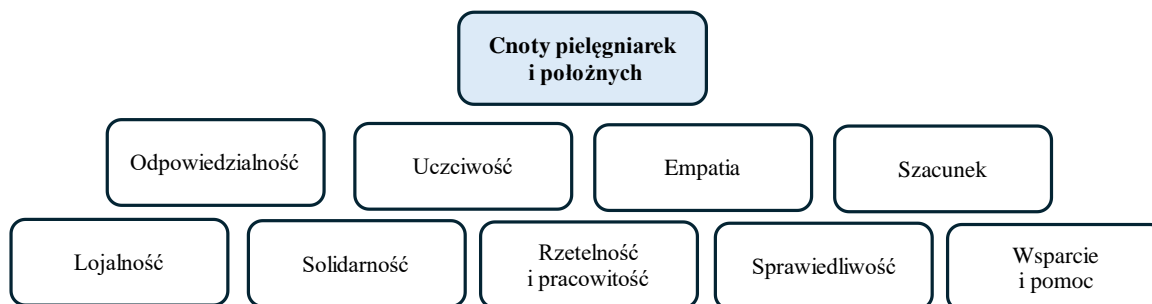 Cnoty pielęgniarek
i położnych
Odpowiedzialność
Uczciwość
Empatia
Szacunek
Lojalność
Solidarność
Rzetelność
i pracowitość
Sprawiedliwość
Wsparcie
i pomoc